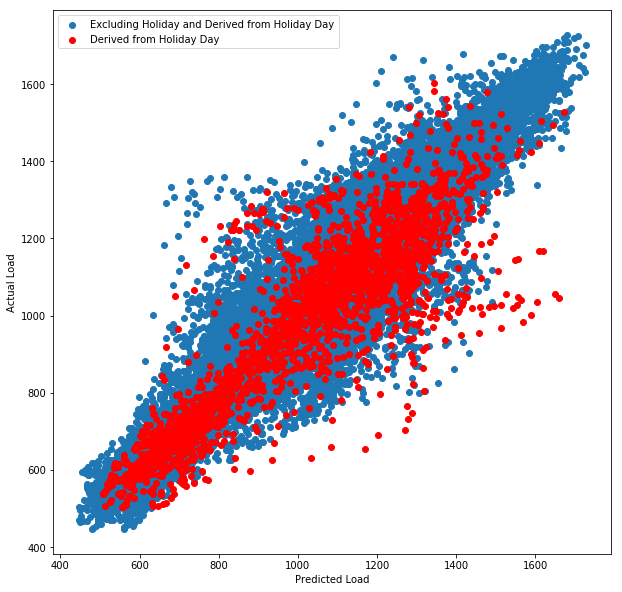 Excluding Holiday and Derived from Holiday Day
Derived from Holiday Day
1600
1400
1200
1000
800
600
400
Actual Load
400 600 800 1000 1200 1400 1600
Predicted Load